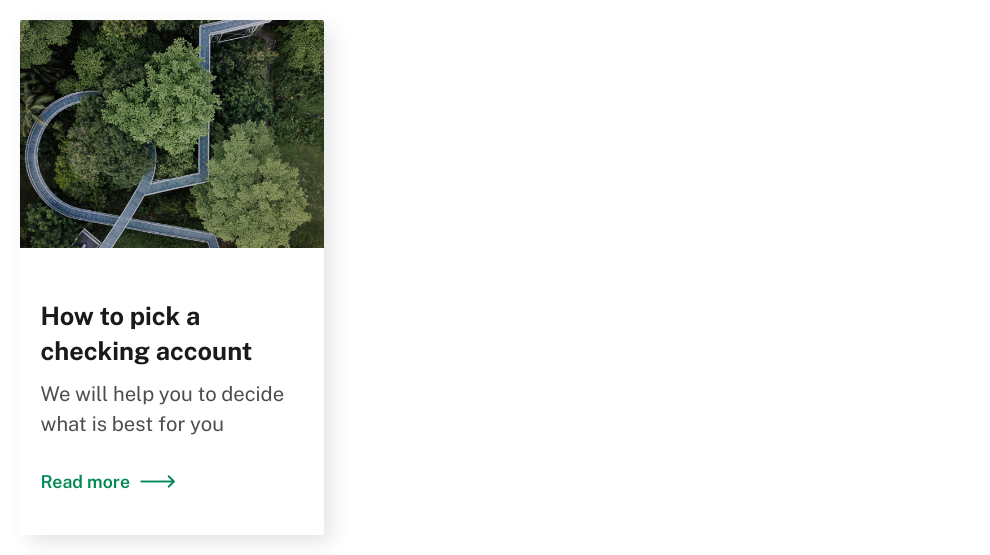 How to pick a
checking account
We will help you to decide
what is best for you
Read more